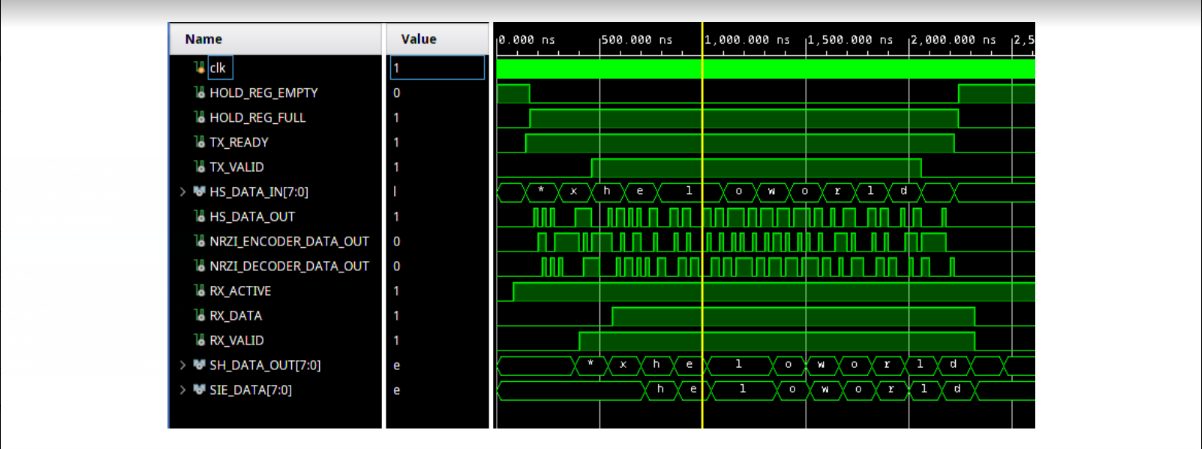 Name Value 0.000 ns 500.000 ns 1,000.000 ns 1,500.000 ns 2,000.000 ns 2,5
clk 1
HOLD_REG_EMPTY 0
HOLD_REG_FULL 1
TX_READY 1
TX_VALID 1
HS_DATA_IN[7:0] l * x h e l o w o r l d
HS_DATA_OUT 1
NRZI_ENCODER_DATA_OUT 0
NRZI_DECODER_DATA_OUT 0
RX_ACTIVE 1
RX_DATA 1
RX_VALID 1
SH_DATA_OUT[7:0] e * x h e l o w o r l d
SIE_DATA[7:0] e h e l o w o r l d